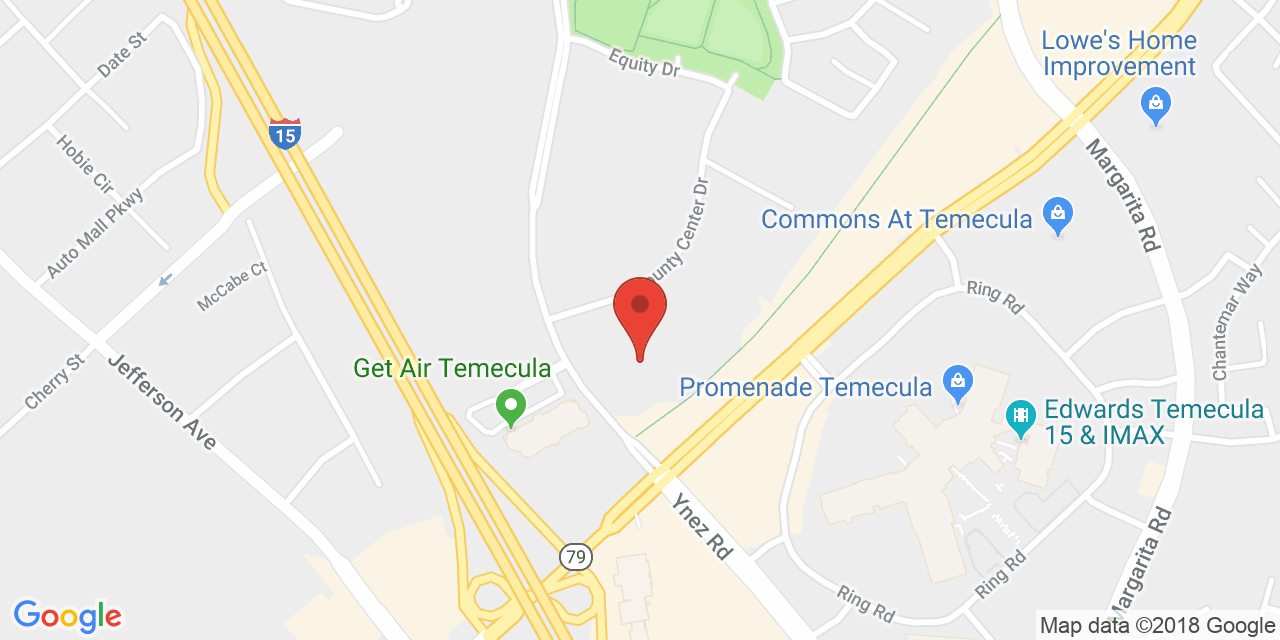 Date St
Equity Dr
Lowe's Home
Improvement
15
Hobie Cir
Margarita Rd
Auto Mall Pkwy
County Center Dr
Commons At Temecula
McCabe Ct
Ring Rd
Chantemar Way
Cherry St
Jefferson Ave
Get Air Temecula
Promenade Temecula
Edwards Temecula
15 & IMAX
Ynez Rd
79
Margarita Rd
Ring Rd
Ring Rd
Google
Map data ©2018 Google